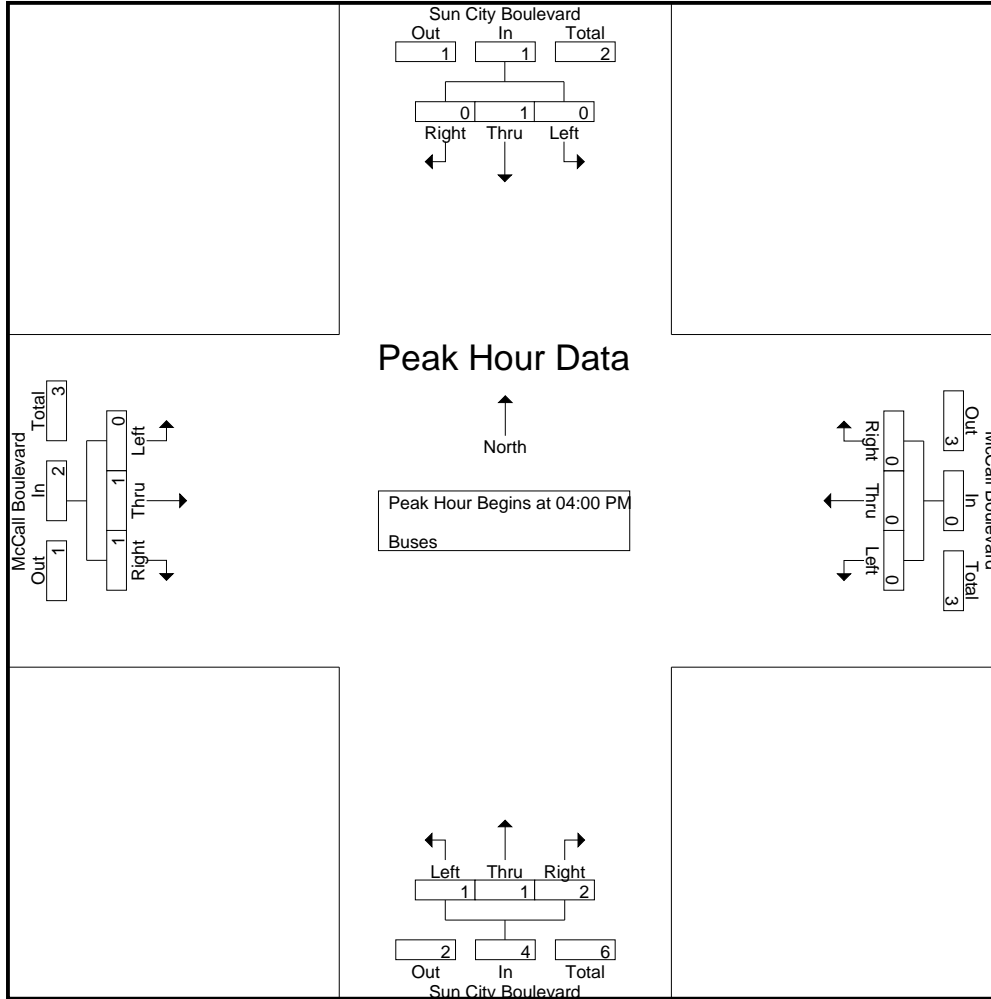 Sun City Boulevard
Out In Total
1 1 2
0 1 0
Right Thru Left
Peak Hour Data
North
Peak Hour Begins at 04:00 PM
Buses
McCall Boulevard
Out In Total
1 2 3
0 1 1
Left Thru Right
McCall Boulevard
Out In Total
3 0 3
0 0 0
Right Thru Left
Left Thru Right
1 1 2
2 4 6
Out In Total
Sun City Boulevard